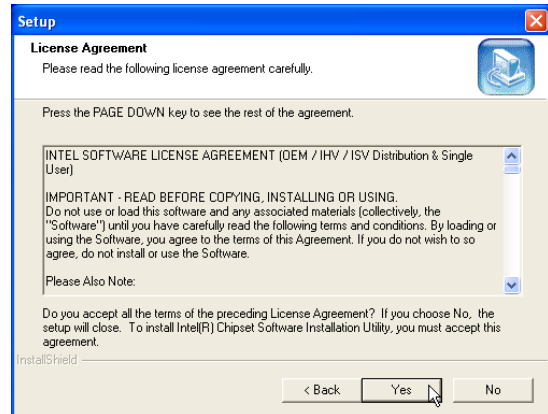 Setup
License Agreement
Please read the following license agreement carefully.
Press the PAGE DOWN key to see the rest of the agreement.
INTEL SOFTWARE LICENSE AGREEMENT (OEM / IHV / ISV Distribution & Single
User)
IMPORTANT - READ BEFORE COPYING, INSTALLING OR USING.
Do not use or load this software and any associated materials (collectively, the
"Software") until you have carefully read the following terms and conditions. By loading or
using the Software, you agree to the terms of this Agreement. If you do not wish to so
agree, do not install or use the Software.
Please Also Note:
Do you accept all the terms of the preceding License Agreement? If you choose No, the
setup will close. To install Intel(R) Chipset Software Installation Utility, you must accept this
agreement.
InstallShield
< Back
Yes
No